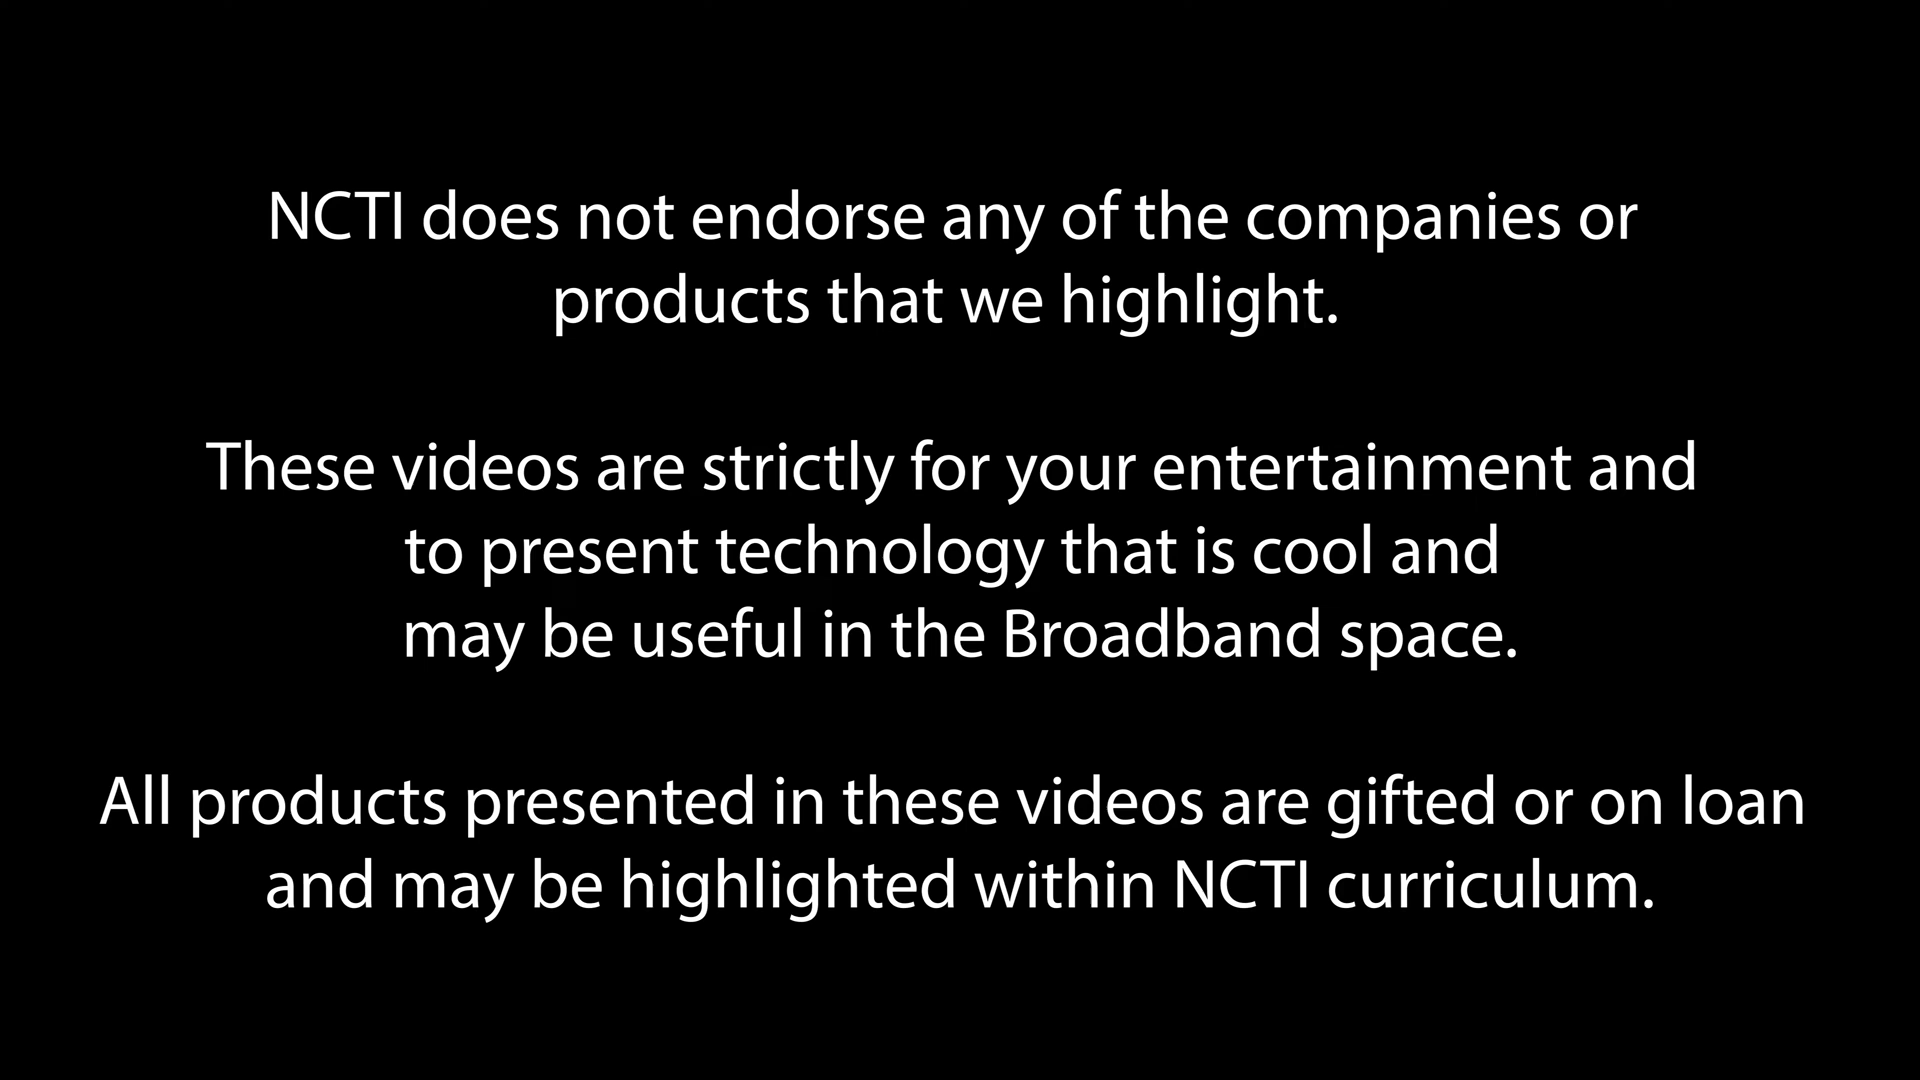 NCTI does not endorse any of the companies or
products that we highlight.
These videos are strictly for your entertainment and
to present technology that is cool and
may be useful in the Broadband space.
All products presented in these videos are gifted or on loan
and may be highlighted within NCTI curriculum.